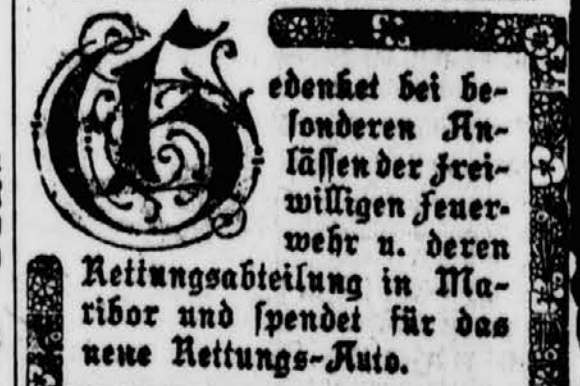 Gedenket bei be-
sonderen An-
lässen der Frei-
willigen Feuer-
wehr u. deren
Rettungsabteilung in Ma-
ribor und spendet für das
neue Rettungs-Auto.